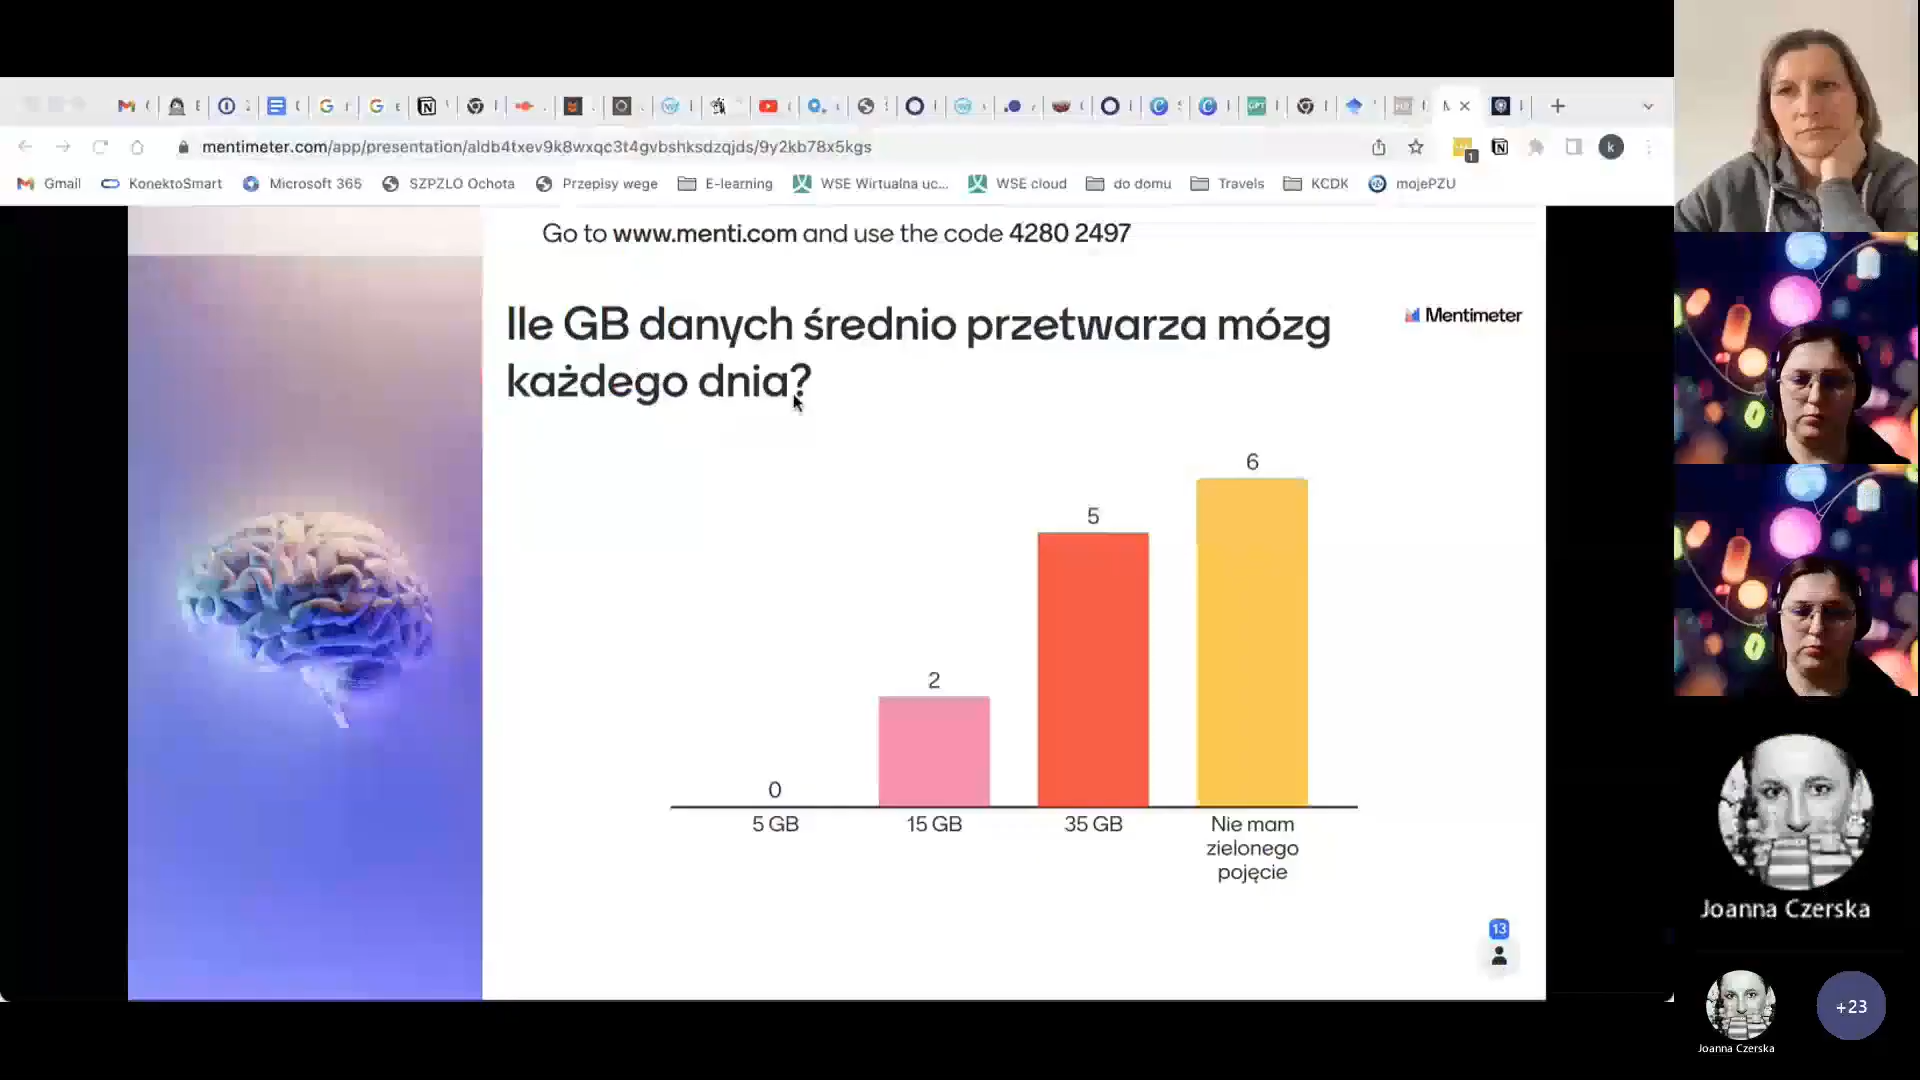 mentimeter.com/app/presentation/aldb4txev9k8wxqc3t4gvbshksdzqjds/9y2kb78x5kgs
1
k
Gmail
KonektoSmart
Microsoft 365
SZPZLO Ochota
Przepisy wege
E-learning
WSE Wirtualna uc...
WSE cloud
do domu
Travels
KCDK
mojePZU
Go to www.menti.com and use the code 4280 2497
Ile GB danych średnio przetwarza mózg
każdego dnia?
Mentimeter
0
2
5
6
5 GB
15 GB
35 GB
Nie mam
zielonego
pojęcie
13
Joanna Czerska
Joanna Czerska
+23